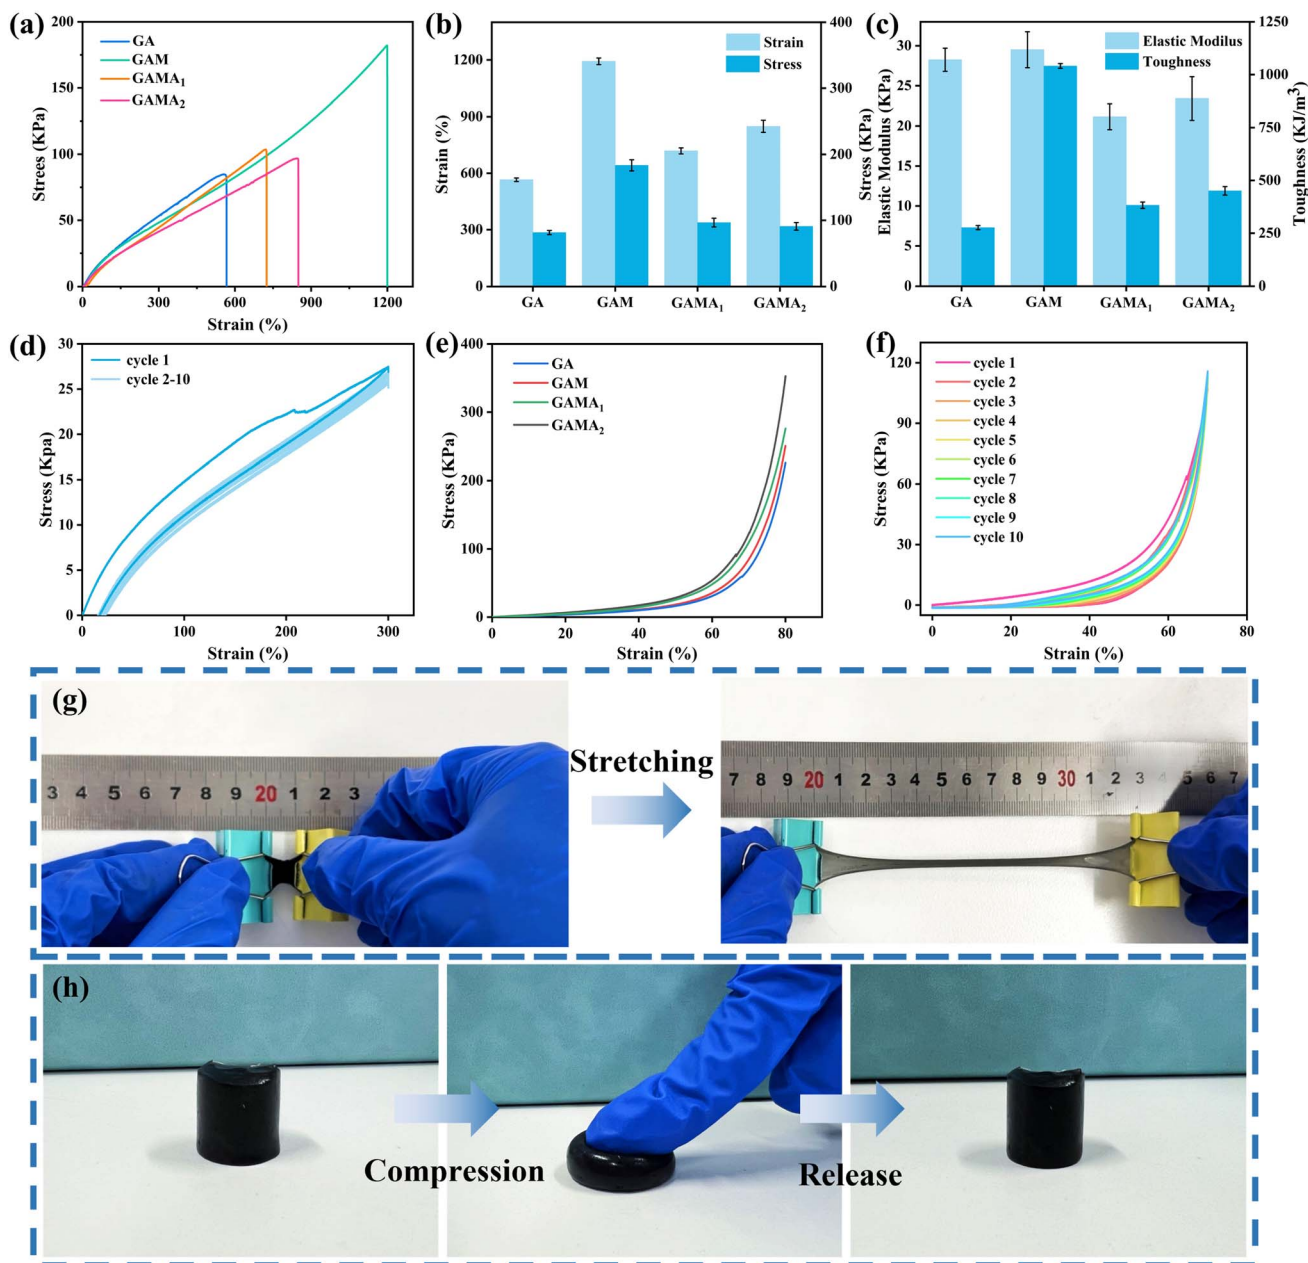 (a)
200
150
100
50
0
Strees (KPa)
GA
GAM
GAMA1
GAMA2
0 300 600 900 1200
Strain (%)
(b)
1200
900
600
300
0
Strain (%)
Strain
Stress
400
300
200
100
0
Stress (KPa)
GA GAM GAMA1 GAMA2
(c)
30
25
20
15
10
5
0
Elastic Modulus (KPa)
Elastic Modilus
Toughness
1250
1000
750
500
250
0
Toughness (KJ/m3)
GA GAM GAMA1 GAMA2
(d)
30
25
20
15
10
5
0
Stress (Kpa)
cycle 1
cycle 2-10
0 100 200 300
Strain (%)
(e)
400
300
200
100
0
Stress (KPa)
GA
GAM
GAMA1
GAMA2
0 20 40 60 80
Strain (%)
(f)
120
90
60
30
0
Stress (KPa)
cycle 1
cycle 2
cycle 3
cycle 4
cycle 5
cycle 6
cycle 7
cycle 8
cycle 9
cycle 10
0 20 40 60 80
Strain (%)
(g)
3 4 5 6 7 8 9 20 1 2 3
Stretching
7 8 9 20 1 2 3 4 5 6 7 8 9 30 1 2 3 4 5 6 7
(h)
Compression
Release